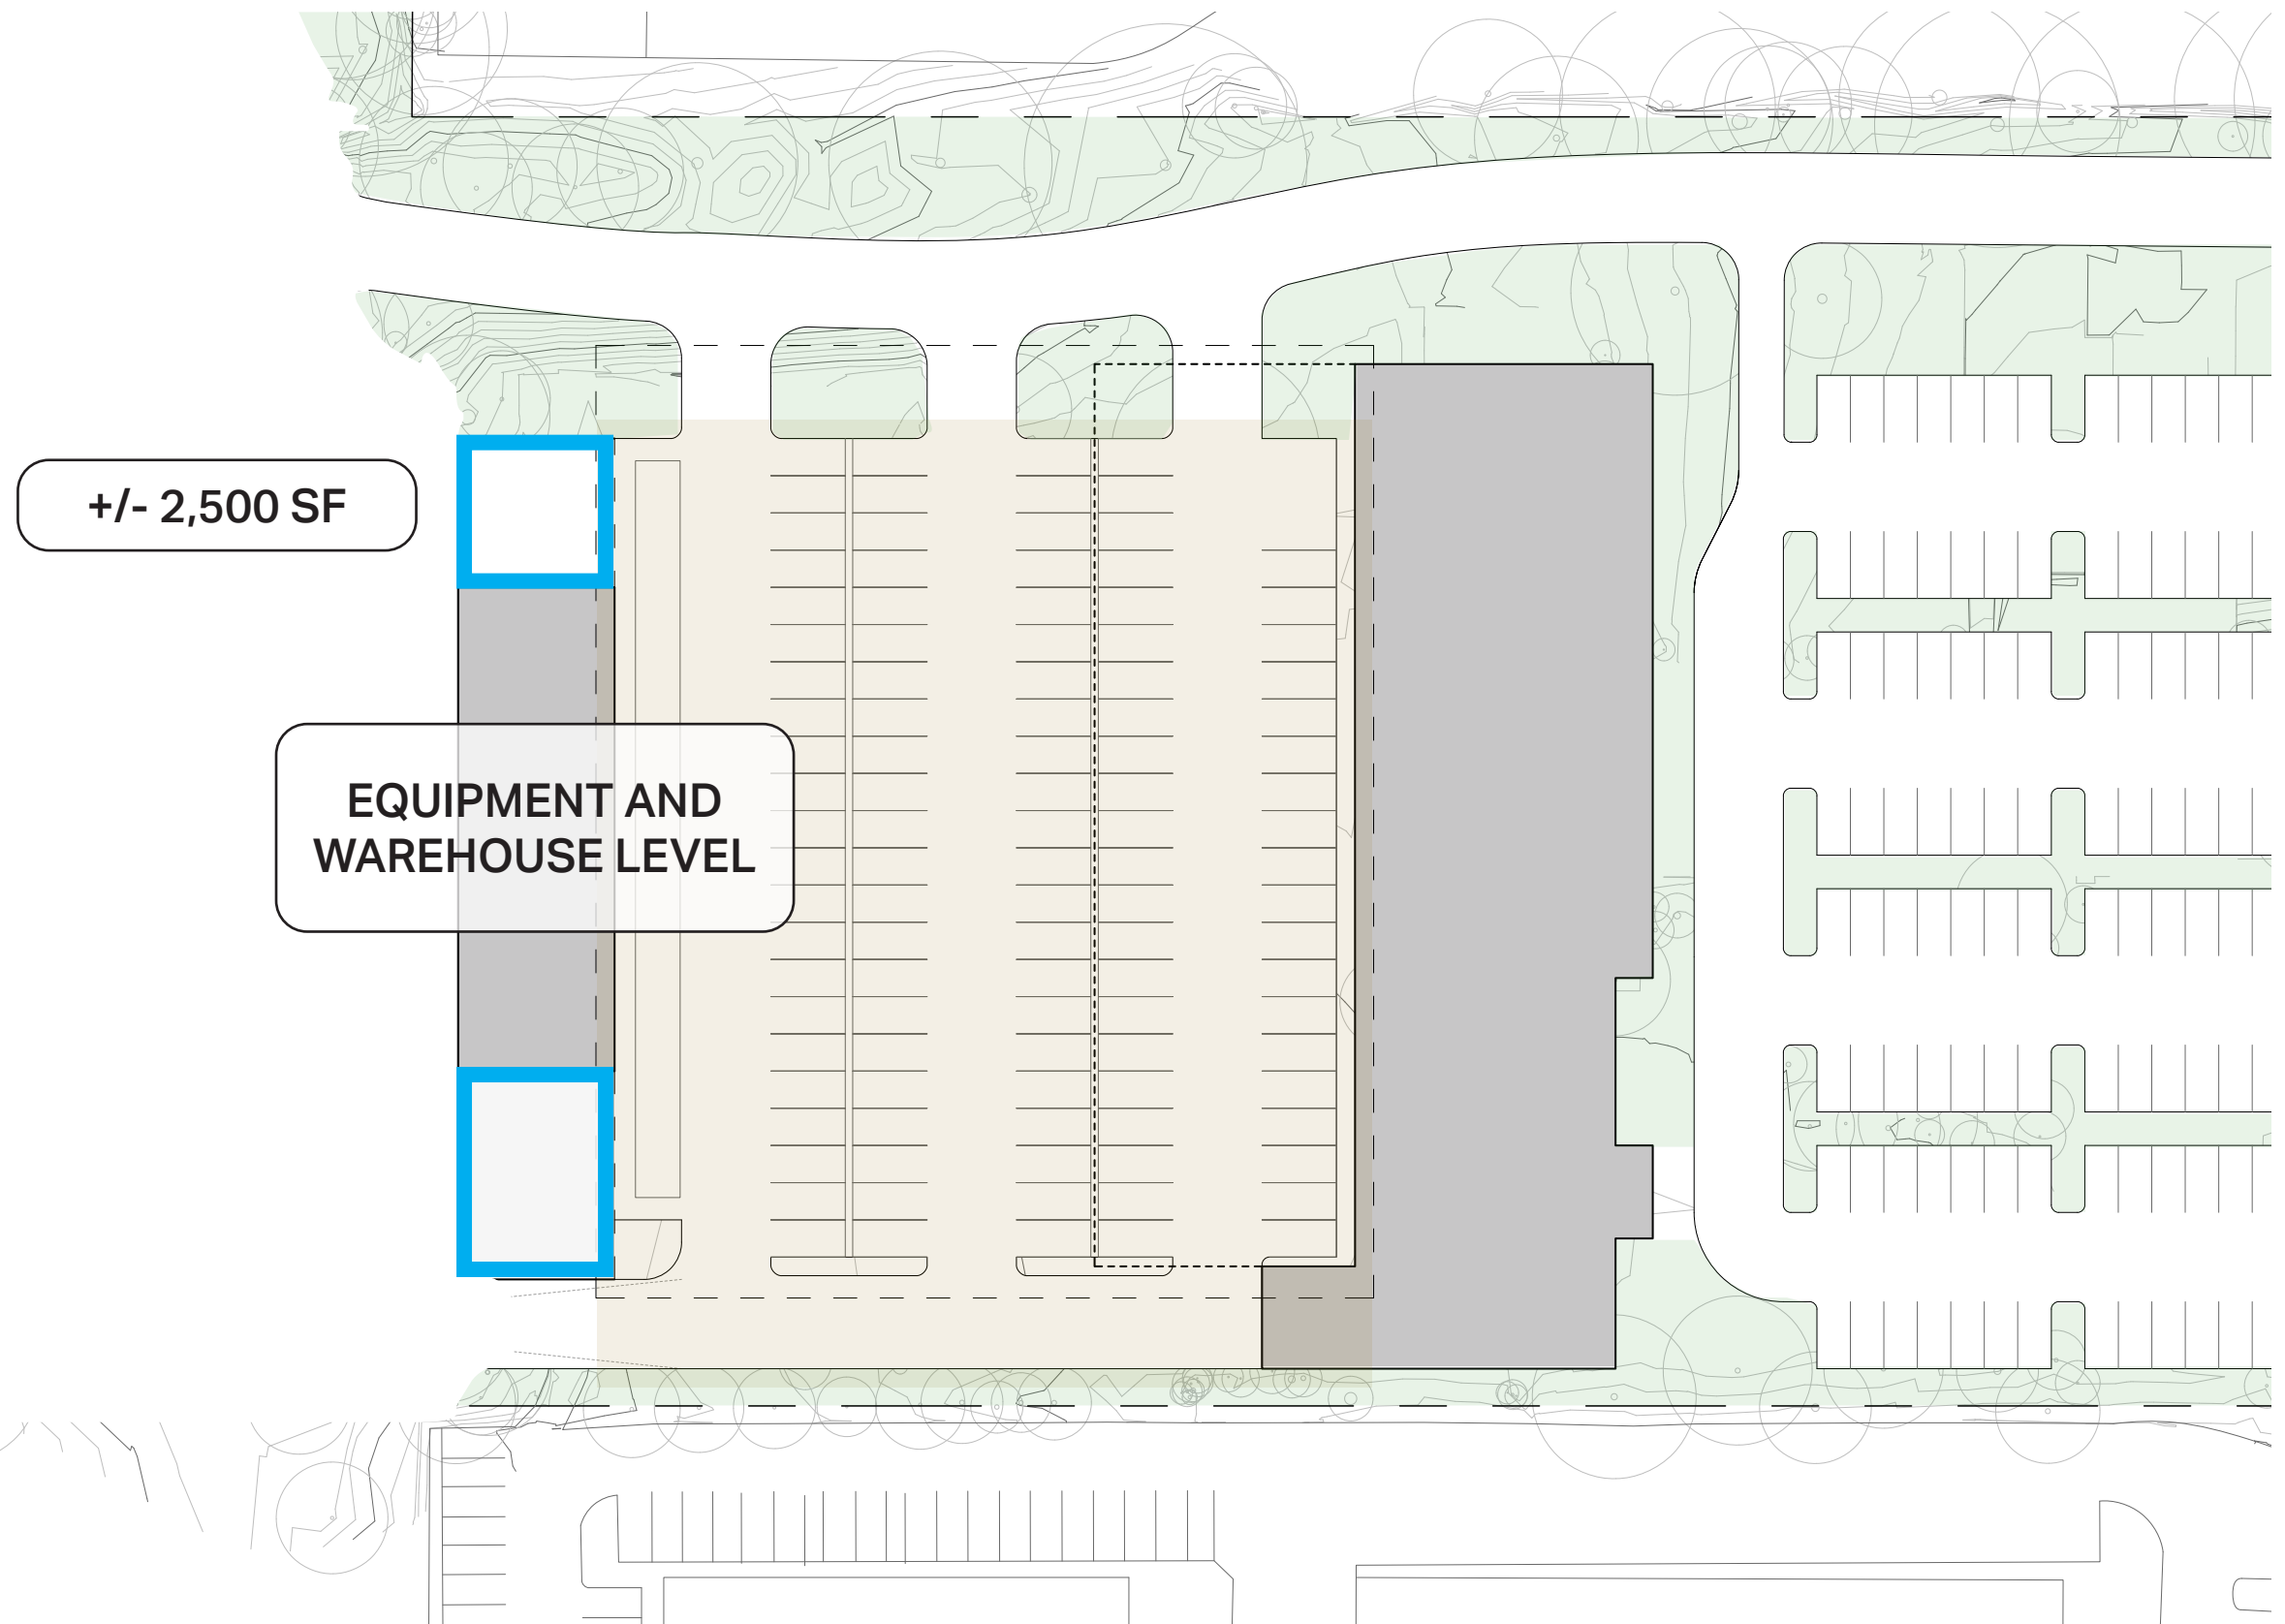 +/- 2,500 SF
EQUIPMENT AND
WAREHOUSE LEVEL